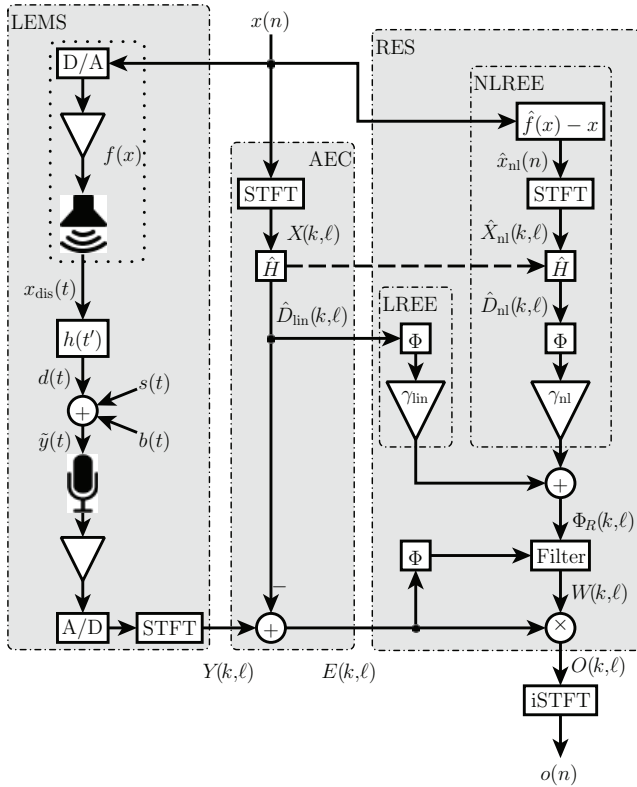 LEMS
x(n)
RES
D/A
NLREE
f(x)
f̂(x) − x
x̂nl(n)
AEC
STFT
STFT
X(k,ℓ)
X̂nl(k,ℓ)
Ĥ
Ĥ
xdis(t)
D̂lin(k,ℓ)
LREE
D̂nl(k,ℓ)
h(t′)
Φ
Φ
d(t)
s(t)
γlin
γnl
+
ỹ(t)
b(t)
+
ΦR(k,ℓ)
Φ
Filter
−
W(k,ℓ)
A/D
STFT
+
×
Y(k,ℓ)
E(k,ℓ)
O(k,ℓ)
iSTFT
o(n)